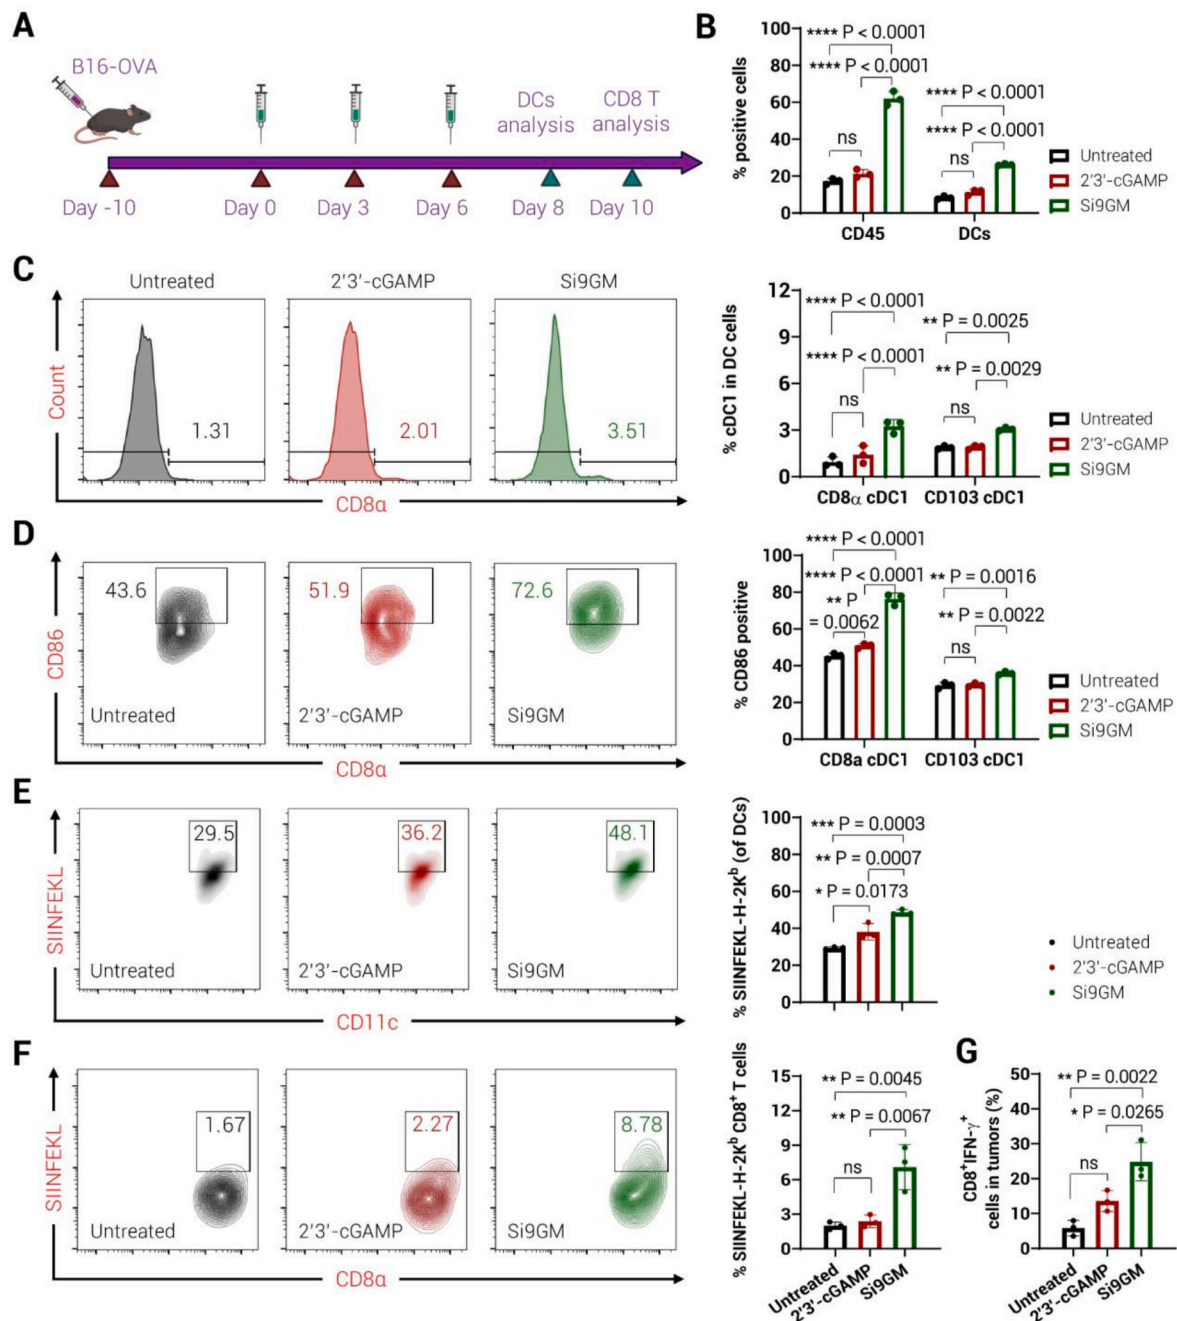 A
B16-OVA
DCs
analysis
CD8 T
analysis
Day -10
Day 0
Day 3
Day 6
Day 8
Day 10
B
% positive cells
100
80
60
40
20
0
**** P < 0.0001
**** P < 0.0001
ns
**** P < 0.0001
**** P < 0.0001
ns
CD45
DCs
Untreated
2'3'-cGAMP
Si9GM
C
Count
Untreated
2'3'-cGAMP
Si9GM
1.31
2.01
3.51
CD8α
% cDC1 in DC cells
12
9
6
3
0
**** P < 0.0001
**** P < 0.0001
ns
** P = 0.0025
** P = 0.0029
ns
CD8α cDC1
CD103 cDC1
Untreated
2'3'-cGAMP
Si9GM
D
CD86
43.6
51.9
72.6
Untreated
2'3'-cGAMP
Si9GM
CD8α
% CD86 positive
100
80
60
40
20
0
**** P < 0.0001
**** P < 0.0001
** P
= 0.0062
** P = 0.0016
** P = 0.0022
ns
CD8a cDC1
CD103 cDC1
Untreated
2'3'-cGAMP
Si9GM
E
SIINFEKL
29.5
36.2
48.1
Untreated
2'3'-cGAMP
Si9GM
CD11c
% SIINFEKL-H-2Kᵇ (of DCs)
100
80
60
40
20
0
*** P = 0.0003
** P = 0.0007
* P = 0.0173
Untreated
2'3'-cGAMP
Si9GM
F
SIINFEKL
1.67
2.27
8.78
Untreated
2'3'-cGAMP
Si9GM
CD8α
% SIINFEKL-H-2Kᵇ CD8⁺ T cells
15
12
9
6
3
0
** P = 0.0045
** P = 0.0067
ns
Untreated
2'3'-cGAMP
Si9GM
G
CD8⁺IFN-γ⁺
cells in tumors (%)
50
40
30
20
10
0
** P = 0.0022
* P = 0.0265
ns
Untreated
2'3'-cGAMP
Si9GM